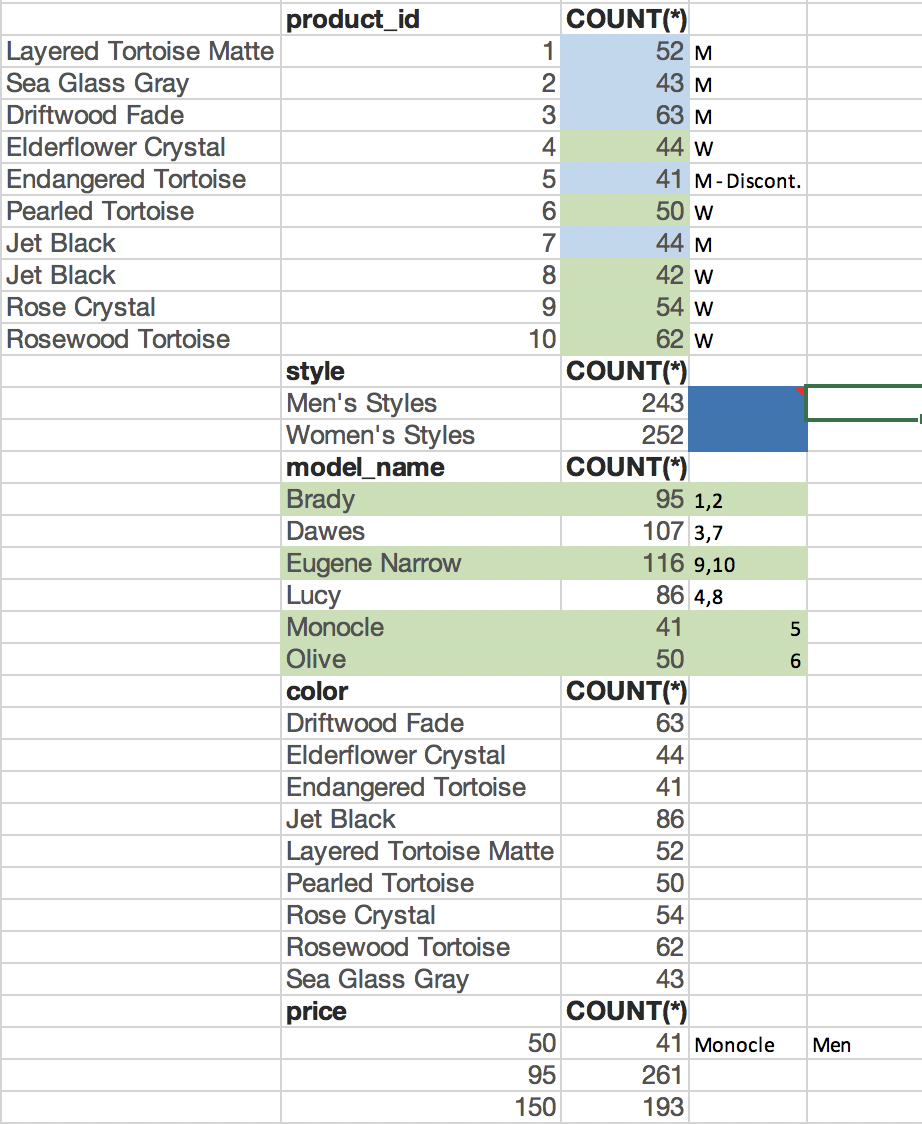 product_id COUNT(*)
Layered Tortoise Matte 1 52 M
Sea Glass Gray 2 43 M
Driftwood Fade 3 63 M
Elderflower Crystal 4 44 W
Endangered Tortoise 5 41 M - Discont.
Pearled Tortoise 6 50 W
Jet Black 7 44 M
Jet Black 8 42 W
Rose Crystal 9 54 W
Rosewood Tortoise 10 62 W
style COUNT(*)
Men's Styles 243
Women's Styles 252
model_name COUNT(*)
Brady 95 1,2
Dawes 107 3,7
Eugene Narrow 116 9,10
Lucy 86 4,8
Monocle 41 5
Olive 50 6
color COUNT(*)
Driftwood Fade 63
Elderflower Crystal 44
Endangered Tortoise 41
Jet Black 86
Layered Tortoise Matte 52
Pearled Tortoise 50
Rose Crystal 54
Rosewood Tortoise 62
Sea Glass Gray 43
price COUNT(*)
50 41 Monocle Men
95 261
150 193